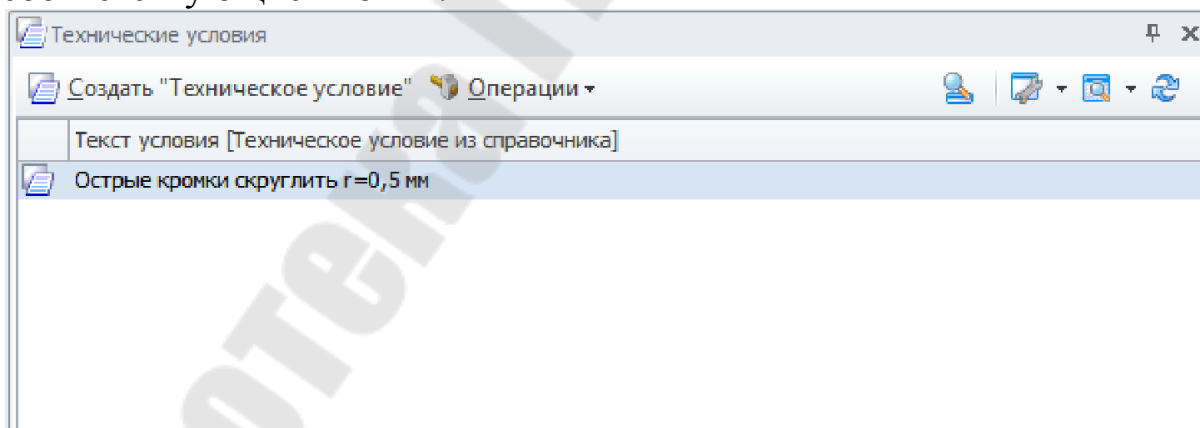 Технические условия
Создать "Техническое условие" Операции
Текст условия [Техническое условие из справочника]
Острые кромки скруглить r=0,5 мм